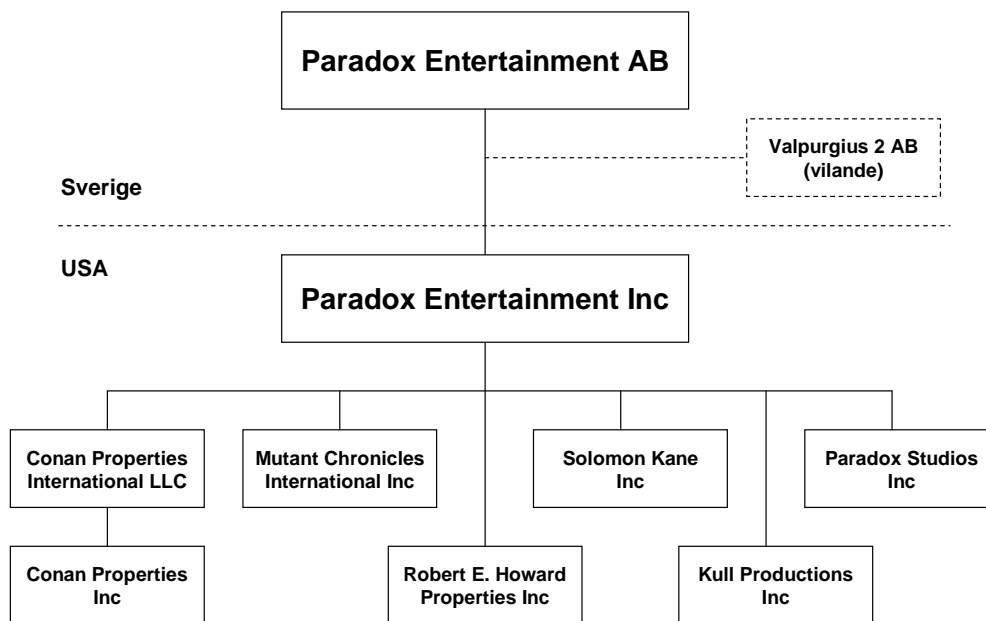 Paradox Entertainment AB
Valpurgius 2 AB
(vilande)
Sverige
USA
Paradox Entertainment Inc
Conan Properties
International LLC
Mutant Chronicles
International Inc
Solomon Kane
Inc
Paradox Studios
Inc
Conan Properties
Inc
Robert E. Howard
Properties Inc
Kull Productions
Inc